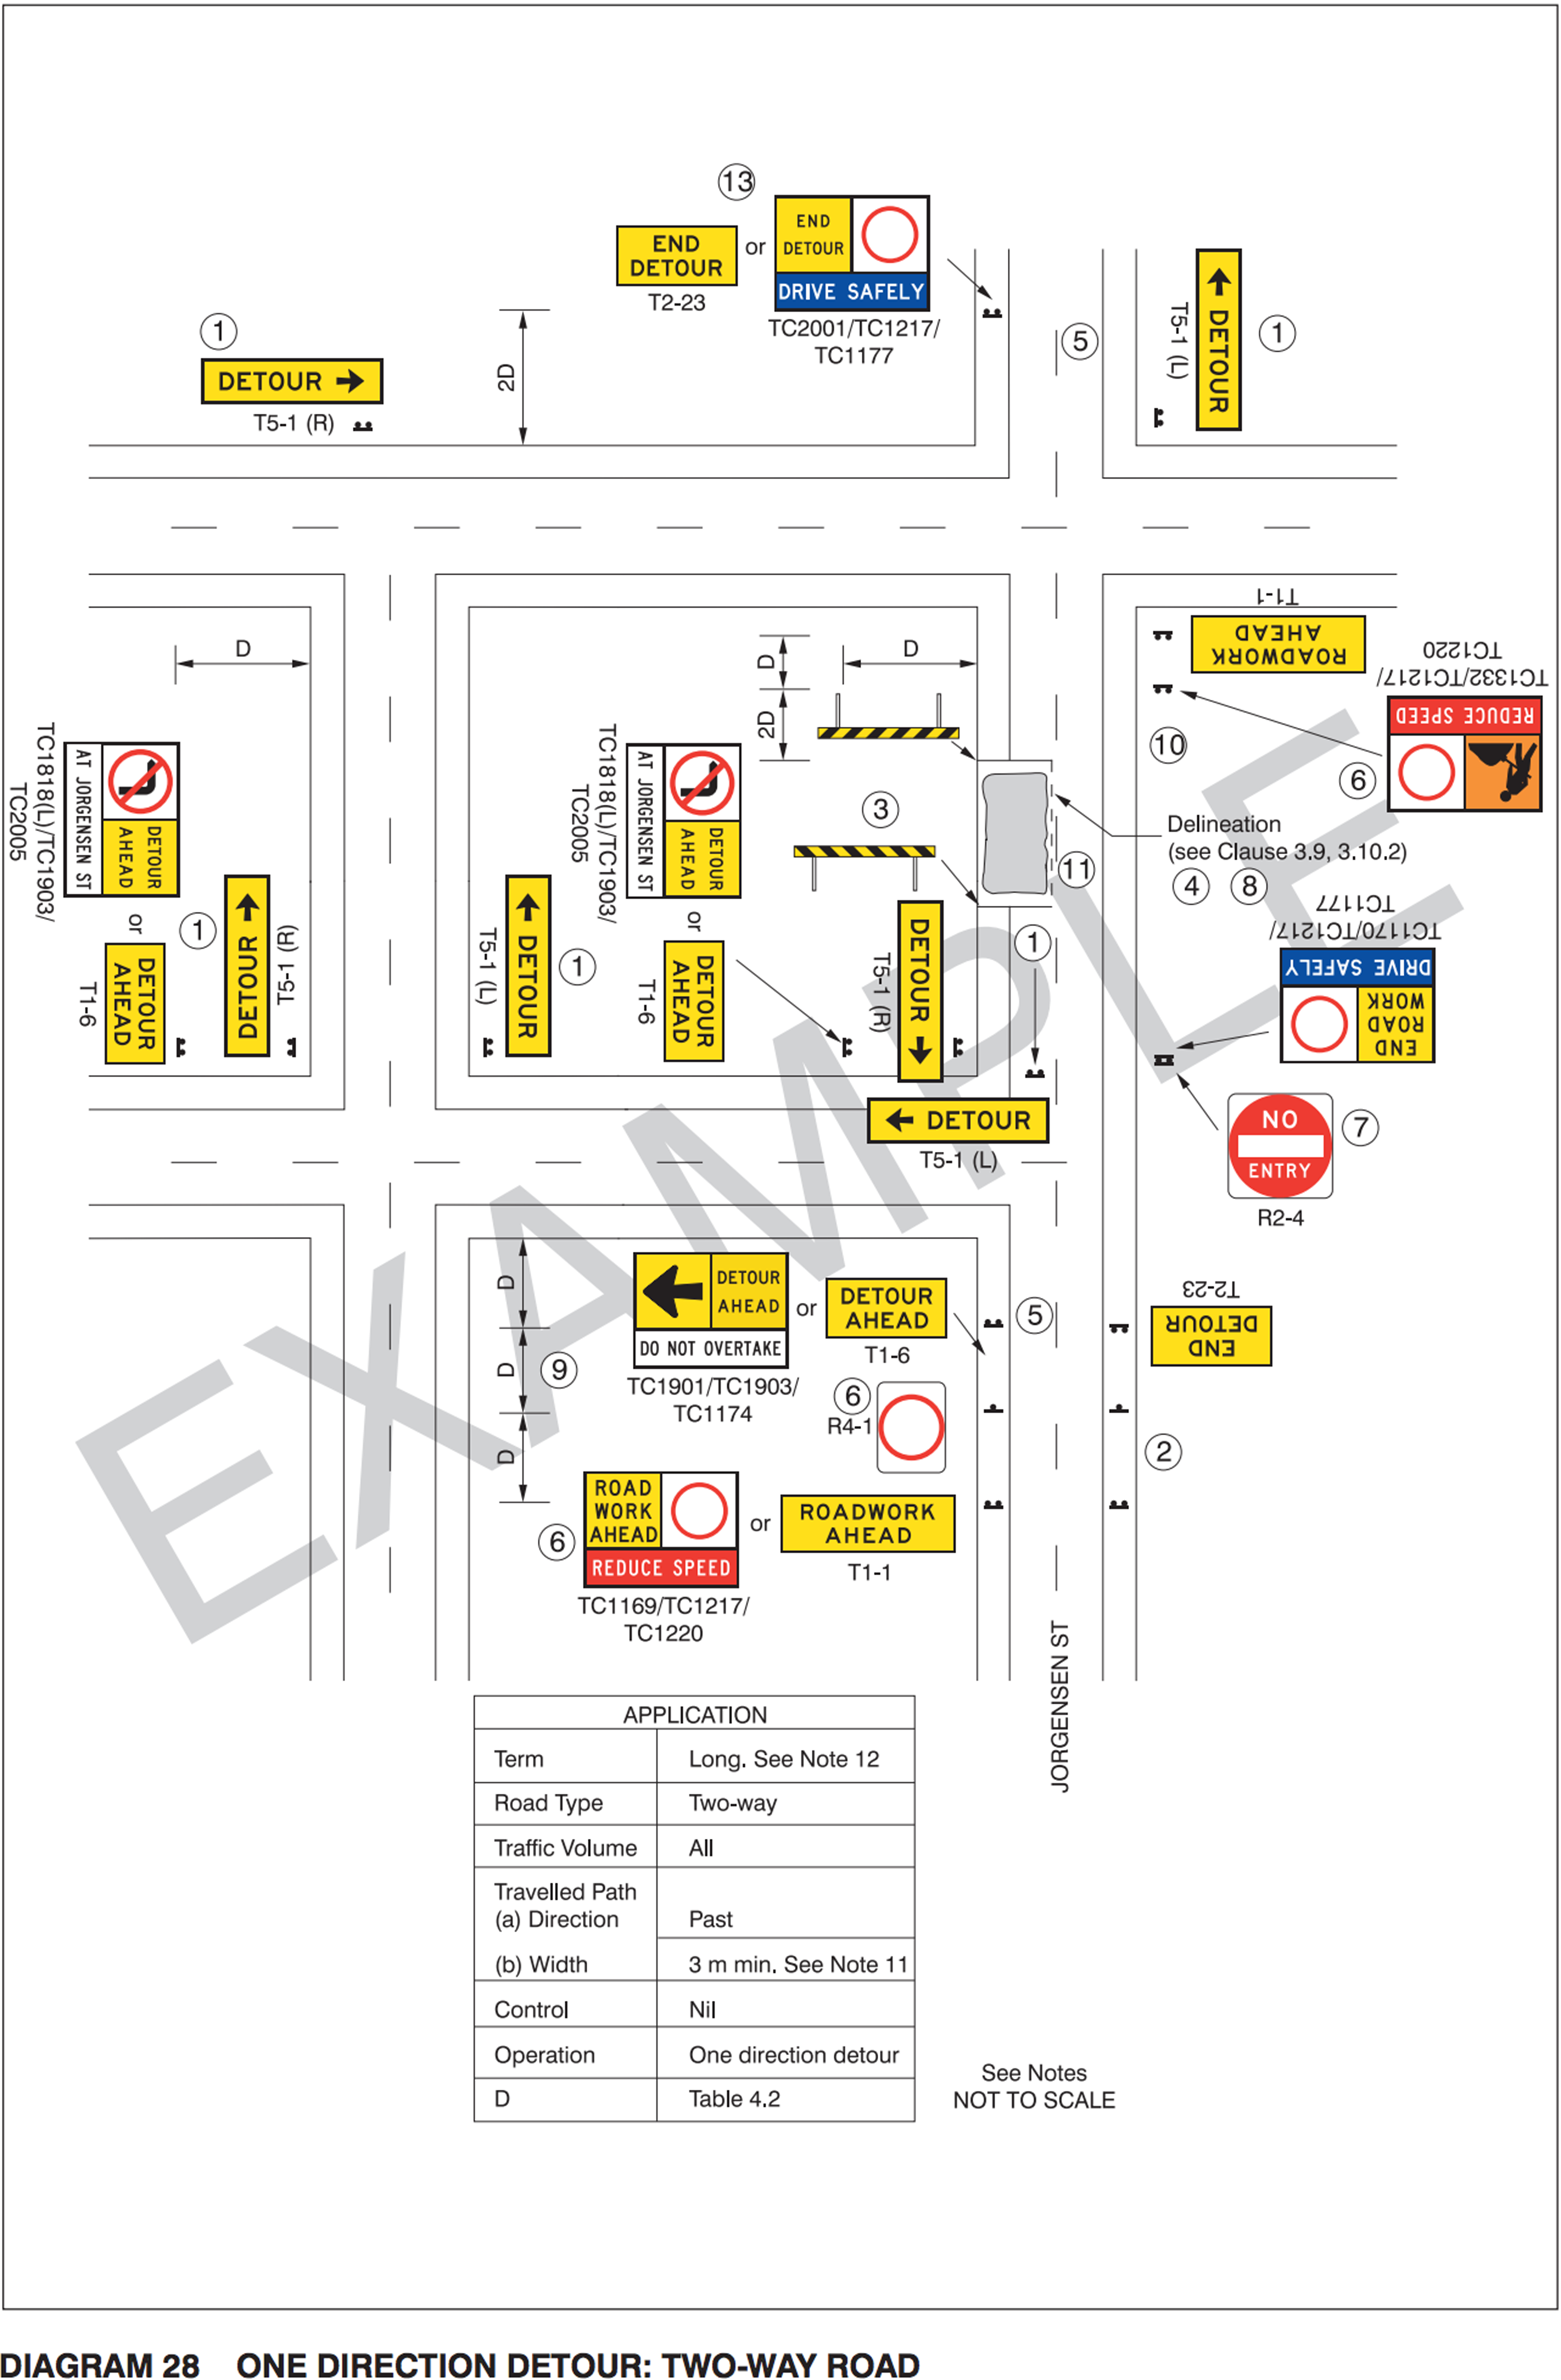 13
END
DETOUR
T2-23
or
END
DETOUR
DRIVE SAFELY
TC2001/TC1217/
TC1177
1
DETOUR →
T5-1 (R)
2D
5
← DETOUR
T5-1 (L)
1
D
D
2D
D
T1-1
ROADWORK
AHEAD
TC1332/TC1217/
TC1220
REDUCE SPEED
6
10
TC1818(L)/TC1903/
TC2005
AT JORGENSEN ST
DETOUR
AHEAD
or
DETOUR
AHEAD
T1-6
1
DETOUR →
T5-1 (R)
T5-1 (L)
← DETOUR
1
TC1818(L)/TC1903/
TC2005
AT JORGENSEN ST
DETOUR
AHEAD
or
DETOUR
AHEAD
T1-6
3
DETOUR →
T5-1 (R)
11
1
Delineation
(see Clause 3.9, 3.10.2)
4
8
TC1170/TC1217/
TC1177
END
ROAD
WORK
DRIVE SAFELY
← DETOUR
T5-1 (L)
NO
ENTRY
R2-4
7
D
D
D
9
DETOUR
AHEAD
DO NOT OVERTAKE
TC1901/TC1903/
TC1174
or
DETOUR
AHEAD
T1-6
5
T2-23
END
DETOUR
6
R4-1
2
6
ROAD
WORK
AHEAD
REDUCE SPEED
TC1169/TC1217/
TC1220
or
ROADWORK
AHEAD
T1-1
EXAMPLE
JORGENSEN ST
APPLICATION
Term Long. See Note 12
Road Type Two-way
Traffic Volume All
Travelled Path
(a) Direction Past
(b) Width 3 m min. See Note 11
Control Nil
Operation One direction detour
D Table 4.2
See Notes
NOT TO SCALE
DIAGRAM 28 ONE DIRECTION DETOUR: TWO-WAY ROAD